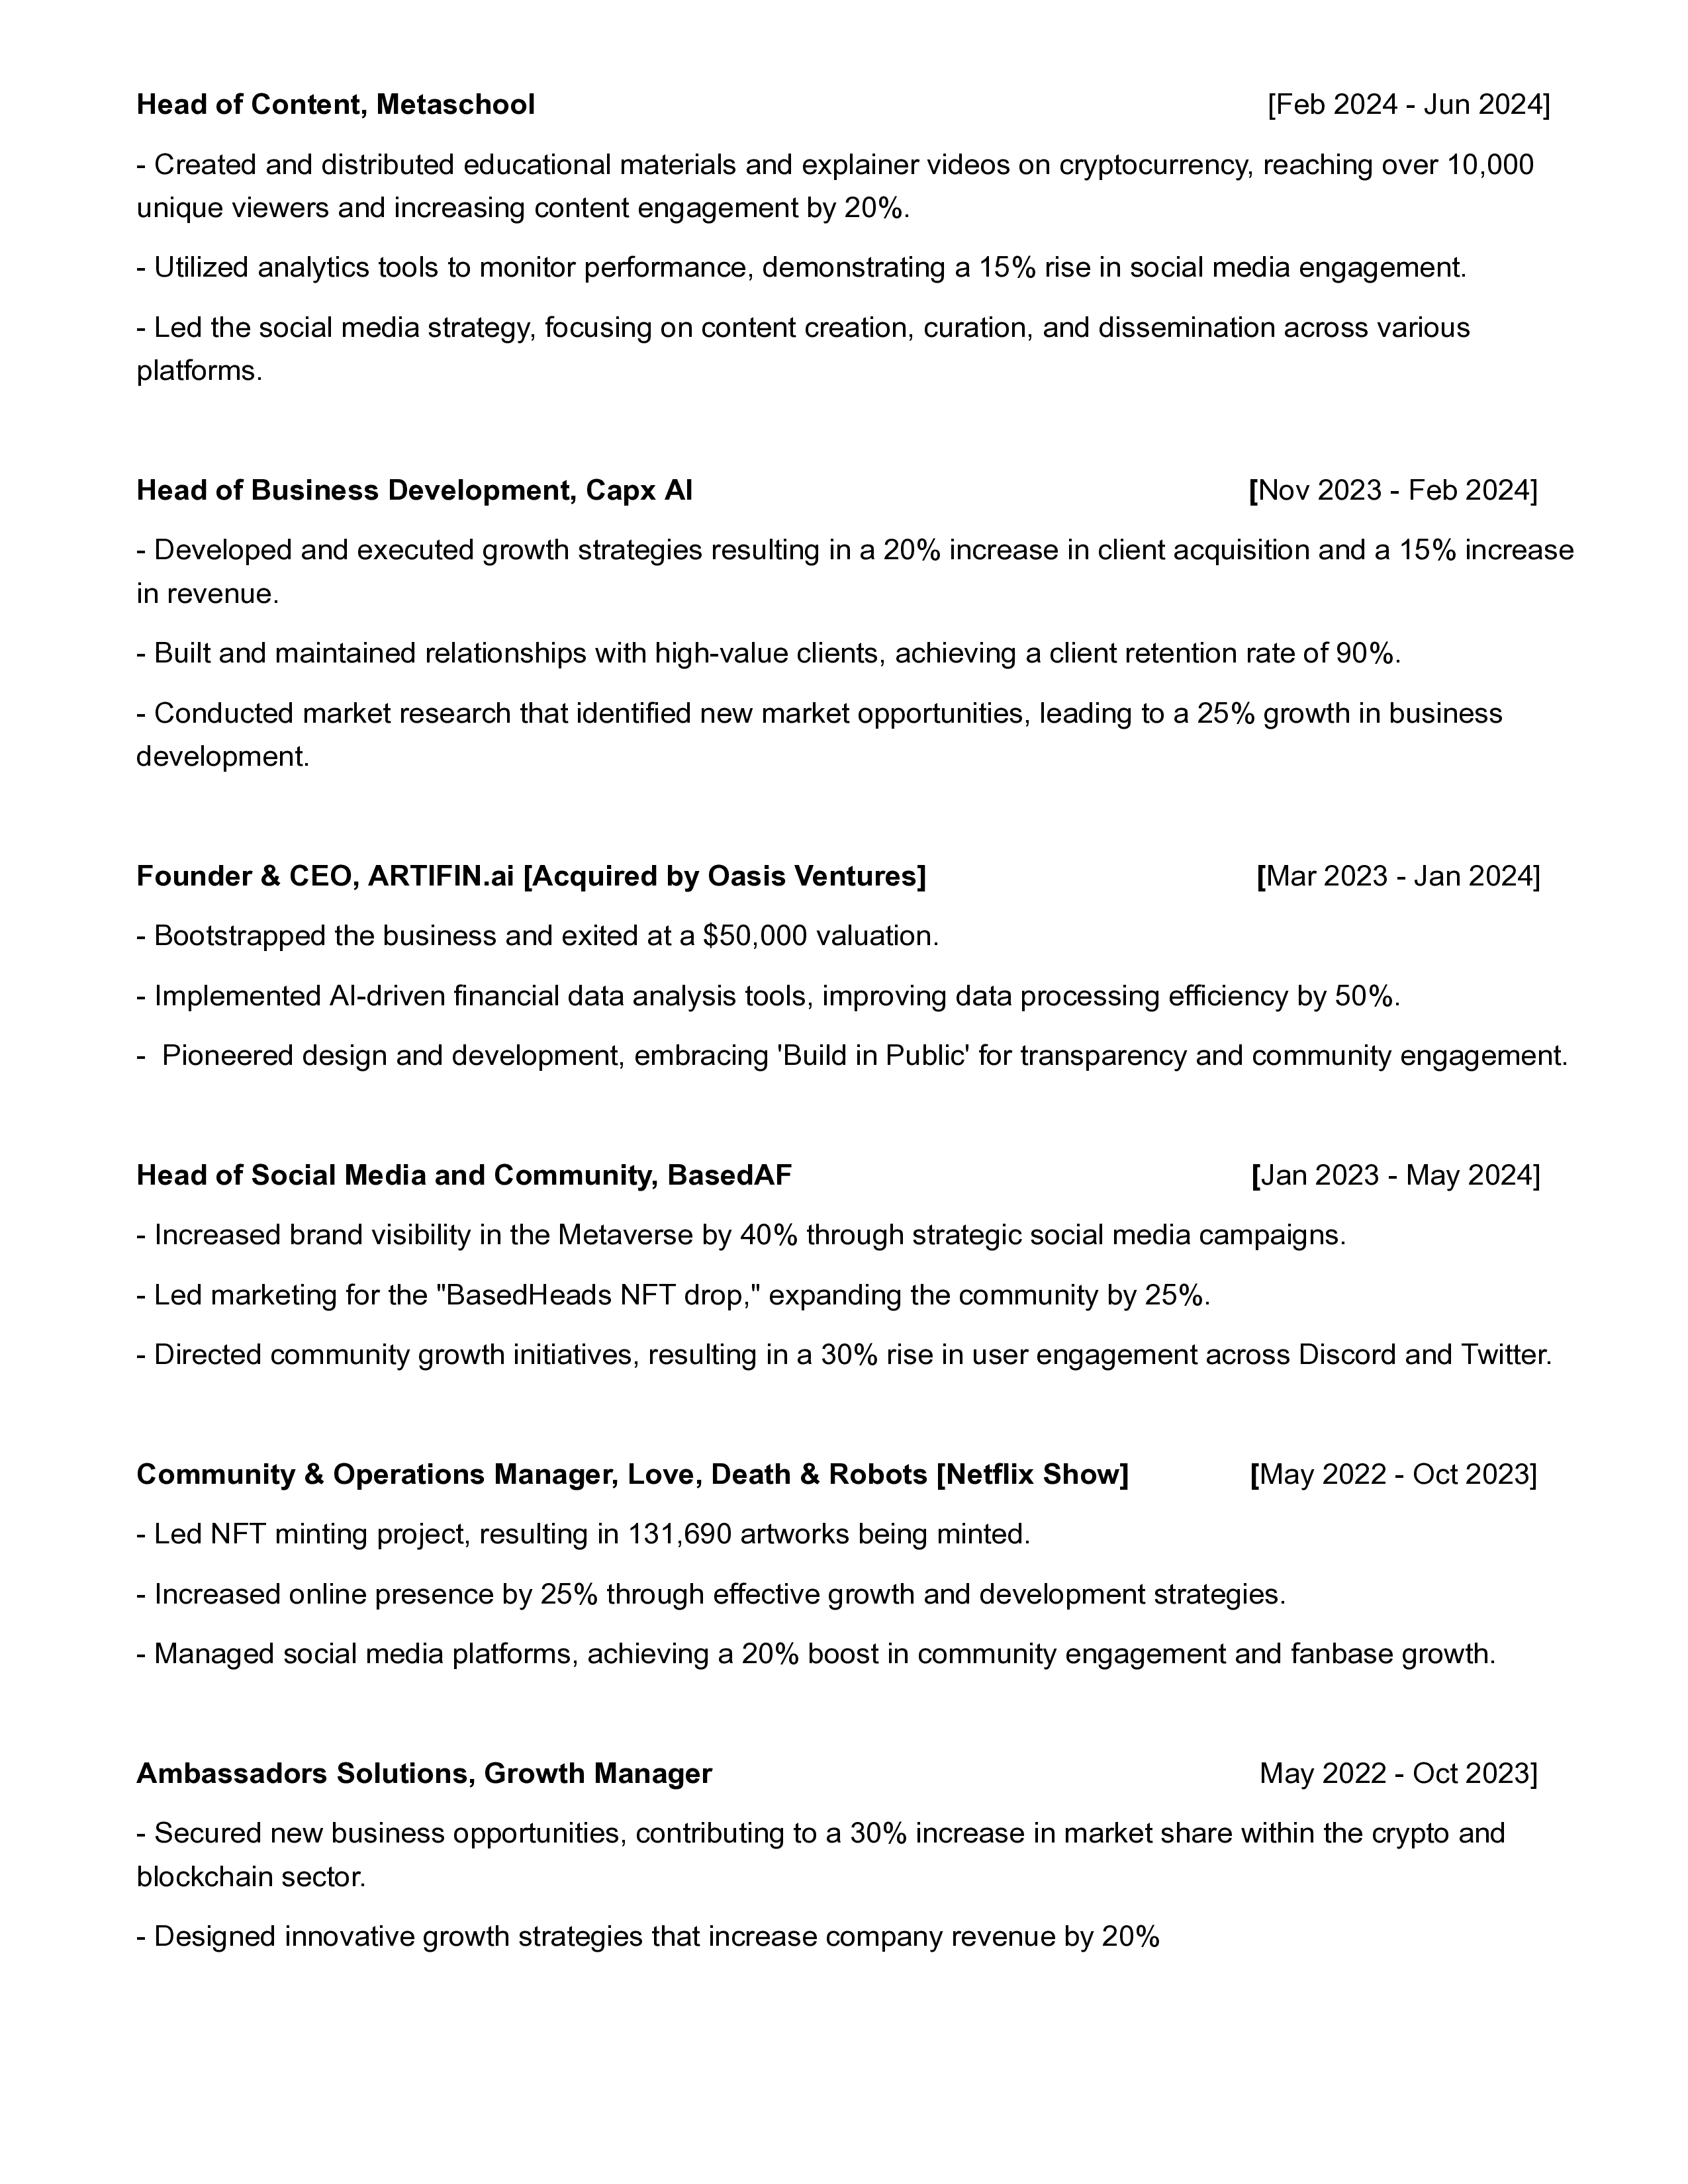 Head of Content, Metaschool [Feb 2024 - Jun 2024]
- Created and distributed educational materials and explainer videos on cryptocurrency, reaching over 10,000
unique viewers and increasing content engagement by 20%.
- Utilized analytics tools to monitor performance, demonstrating a 15% rise in social media engagement.
- Led the social media strategy, focusing on content creation, curation, and dissemination across various
platforms.
Head of Business Development, Capx AI [Nov 2023 - Feb 2024]
- Developed and executed growth strategies resulting in a 20% increase in client acquisition and a 15% increase
in revenue.
- Built and maintained relationships with high-value clients, achieving a client retention rate of 90%.
- Conducted market research that identified new market opportunities, leading to a 25% growth in business
development.
Founder & CEO, ARTIFIN.ai [Acquired by Oasis Ventures] [Mar 2023 - Jan 2024]
- Bootstrapped the business and exited at a $50,000 valuation.
- Implemented AI-driven financial data analysis tools, improving data processing efficiency by 50%.
- Pioneered design and development, embracing 'Build in Public' for transparency and community engagement.
Head of Social Media and Community, BasedAF [Jan 2023 - May 2024]
- Increased brand visibility in the Metaverse by 40% through strategic social media campaigns.
- Led marketing for the "BasedHeads NFT drop," expanding the community by 25%.
- Directed community growth initiatives, resulting in a 30% rise in user engagement across Discord and Twitter.
Community & Operations Manager, Love, Death & Robots [Netflix Show] [May 2022 - Oct 2023]
- Led NFT minting project, resulting in 131,690 artworks being minted.
- Increased online presence by 25% through effective growth and development strategies.
- Managed social media platforms, achieving a 20% boost in community engagement and fanbase growth.
Ambassadors Solutions, Growth Manager May 2022 - Oct 2023]
- Secured new business opportunities, contributing to a 30% increase in market share within the crypto and
blockchain sector.
- Designed innovative growth strategies that increase company revenue by 20%